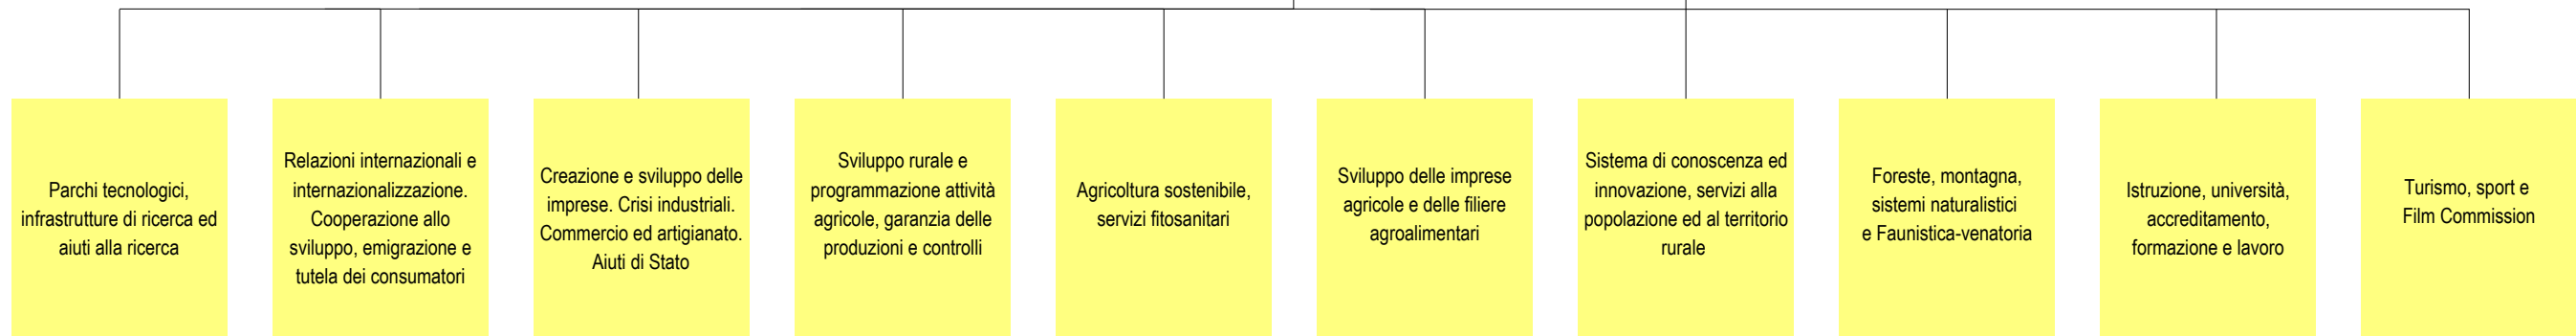 Parchi tecnologici,
infrastrutture di ricerca ed
aiuti alla ricerca
Relazioni internazionali e
internazionalizzazione.
Cooperazione allo
sviluppo, emigrazione e
tutela dei consumatori
Creazione e sviluppo delle
imprese. Crisi industriali.
Commercio ed artigianato.
Aiuti di Stato
Sviluppo rurale e
programmazione attività
agricole, garanzia delle
produzioni e controlli
Agricoltura sostenibile,
servizi fitosanitari
Sviluppo delle imprese
agricole e delle filiere
agroalimentari
Sistema di conoscenza ed
innovazione, servizi alla
popolazione ed al territorio
rurale
Foreste, montagna,
sistemi naturalistici
e Faunistica-venatoria
Istruzione, università,
accreditamento,
formazione e lavoro
Turismo, sport e
Film Commission